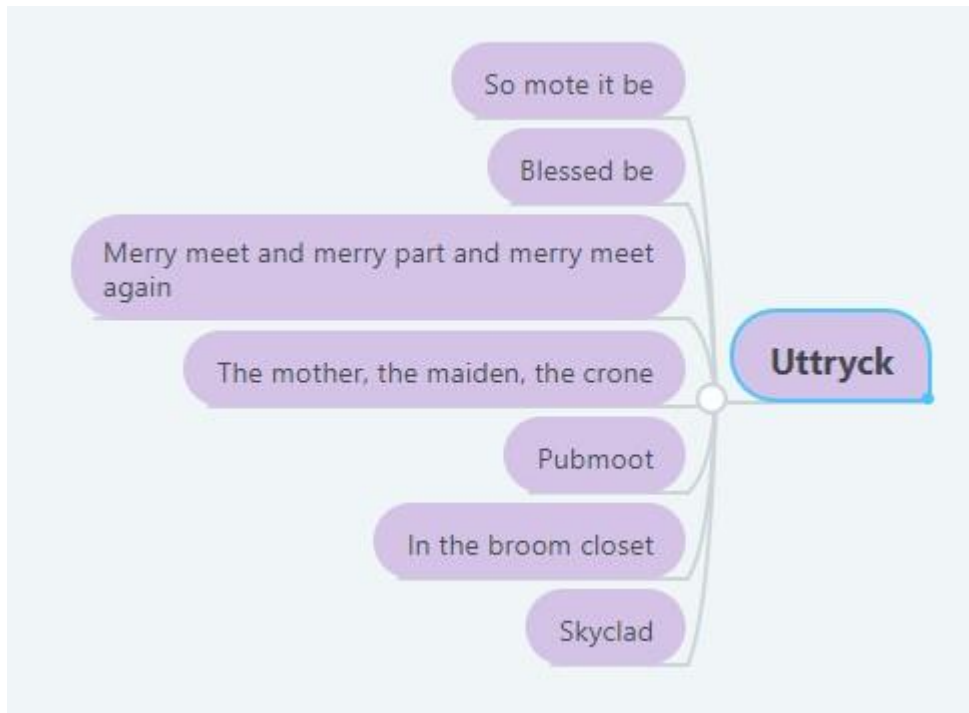 So mote it be
Blessed be
Merry meet and merry part and merry meet
again
The mother, the maiden, the crone
Pubmoot
In the broom closet
Skyclad
Uttryck